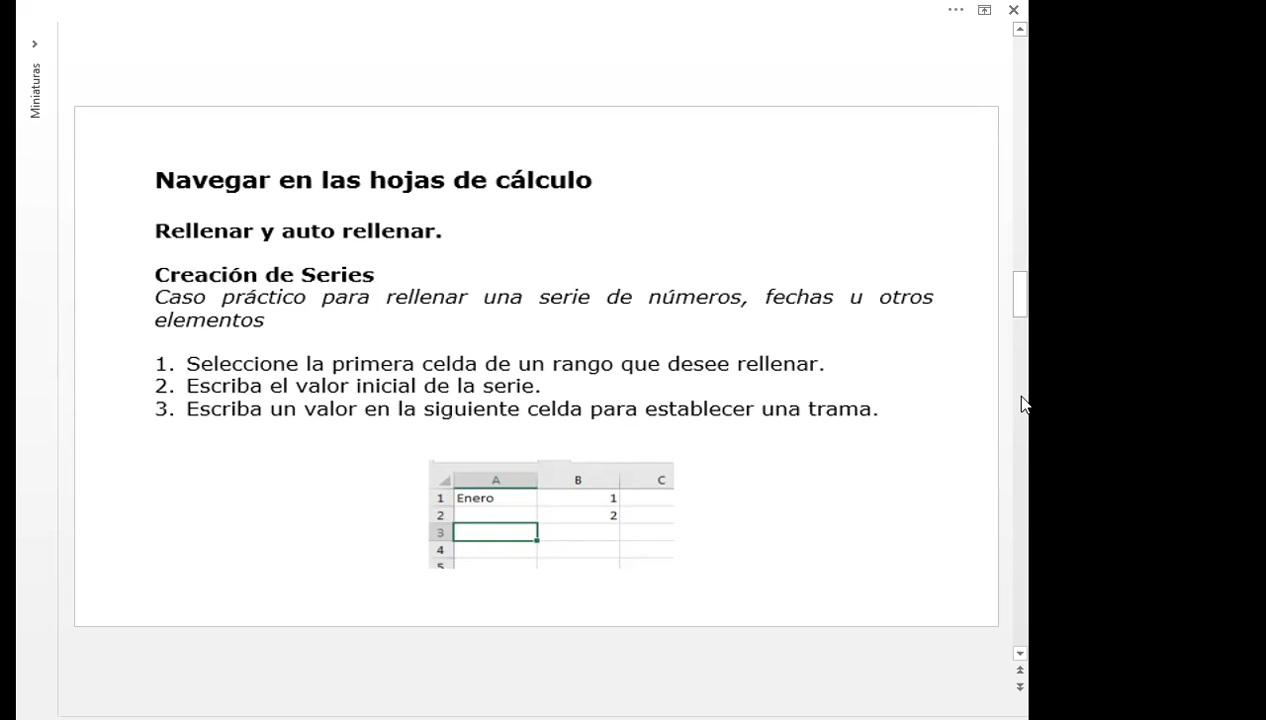 Miniaturas
Navegar en las hojas de cálculo
Rellenar y auto rellenar.
Creación de Series
Caso práctico para rellenar una serie de números, fechas u otros
elementos
1. Seleccione la primera celda de un rango que desee rellenar.
2. Escriba el valor inicial de la serie.
3. Escriba un valor en la siguiente celda para establecer una trama.
A B C
1 Enero 1
2 2
3
4
5